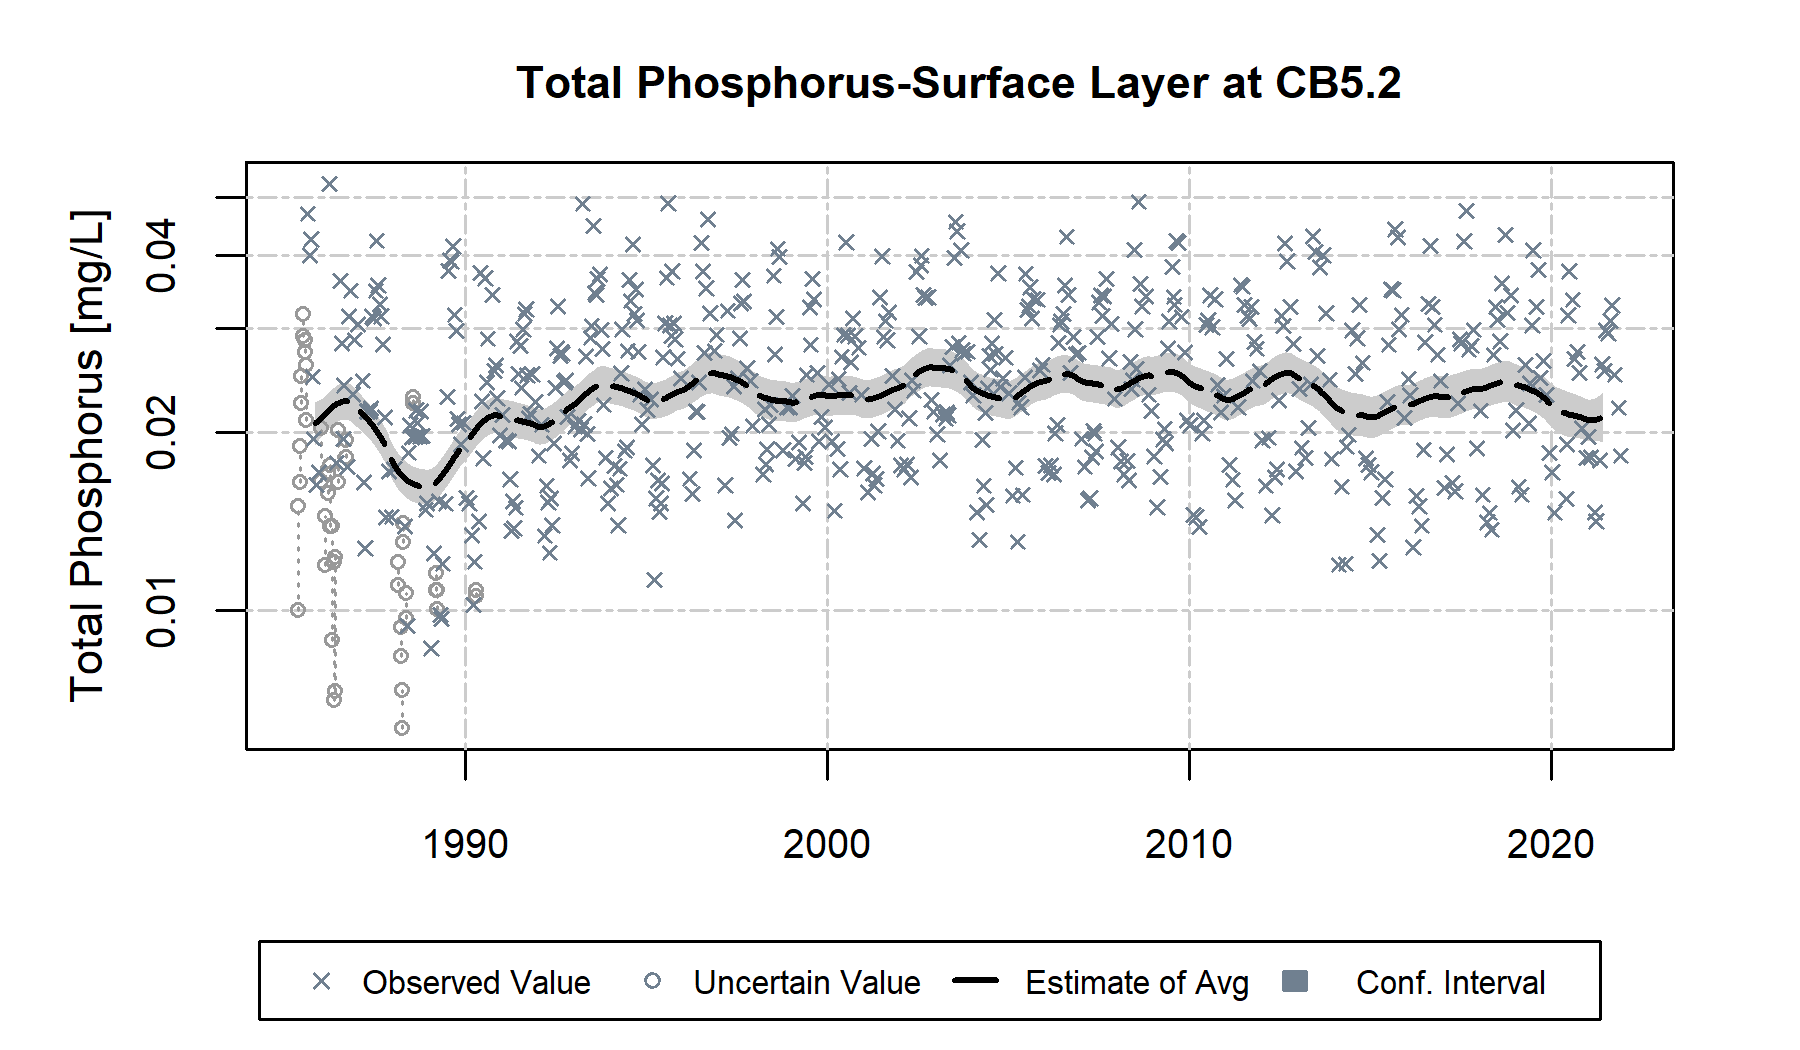 Total Phosphorus-Surface Layer at CB5.2
Total Phosphorus [mg/L]
0.04
0.02
0.01
1990 2000 2010 2020
Observed Value Uncertain Value Estimate of Avg Conf. Interval